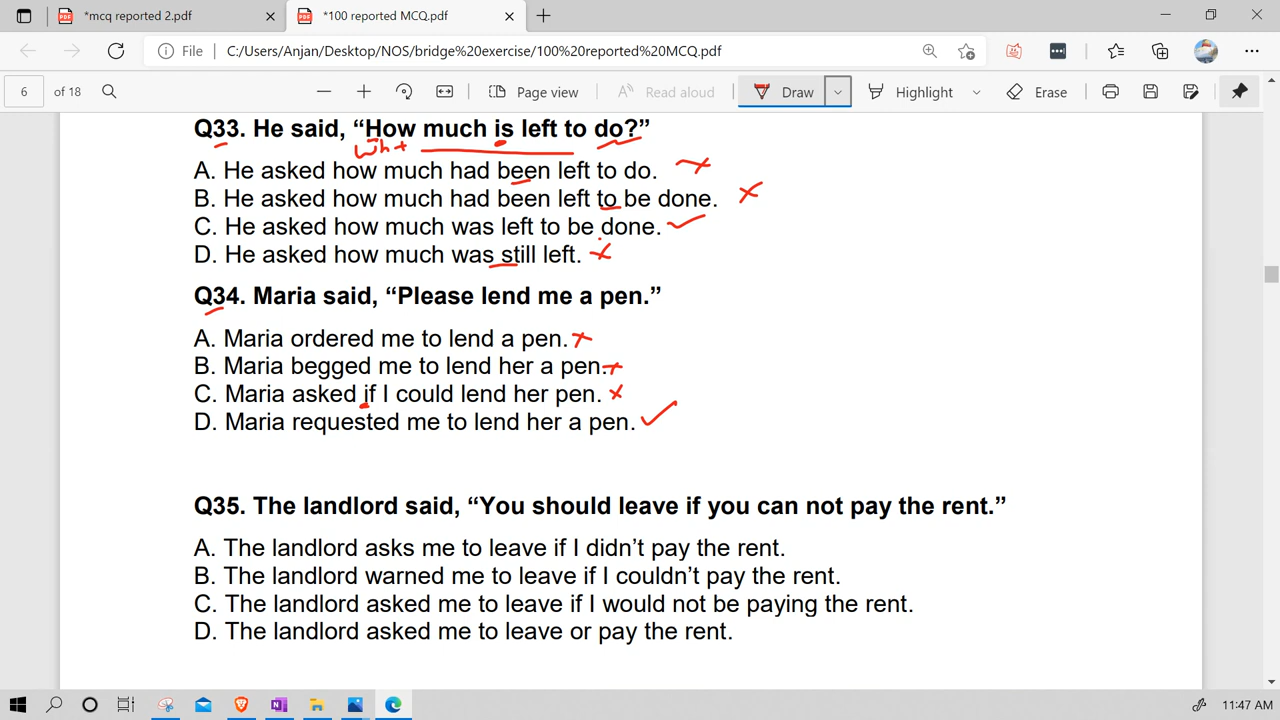 *mcq reported 2.pdf
*100 reported MCQ.pdf
File C:/Users/Anjan/Desktop/NOS/bridge%20exercise/100%20reported%20MCQ.pdf
6 of 18 Page view Read aloud Draw Highlight Erase
Q33. He said, “How much is left to do?”
Wh+
A. He asked how much had been left to do.
B. He asked how much had been left to be done.
C. He asked how much was left to be done.
D. He asked how much was still left.
Q34. Maria said, “Please lend me a pen.”
A. Maria ordered me to lend a pen.
B. Maria begged me to lend her a pen.
C. Maria asked if I could lend her pen.
D. Maria requested me to lend her a pen.
Q35. The landlord said, “You should leave if you can not pay the rent.”
A. The landlord asks me to leave if I didn’t pay the rent.
B. The landlord warned me to leave if I couldn’t pay the rent.
C. The landlord asked me to leave if I would not be paying the rent.
D. The landlord asked me to leave or pay the rent.
11:47 AM